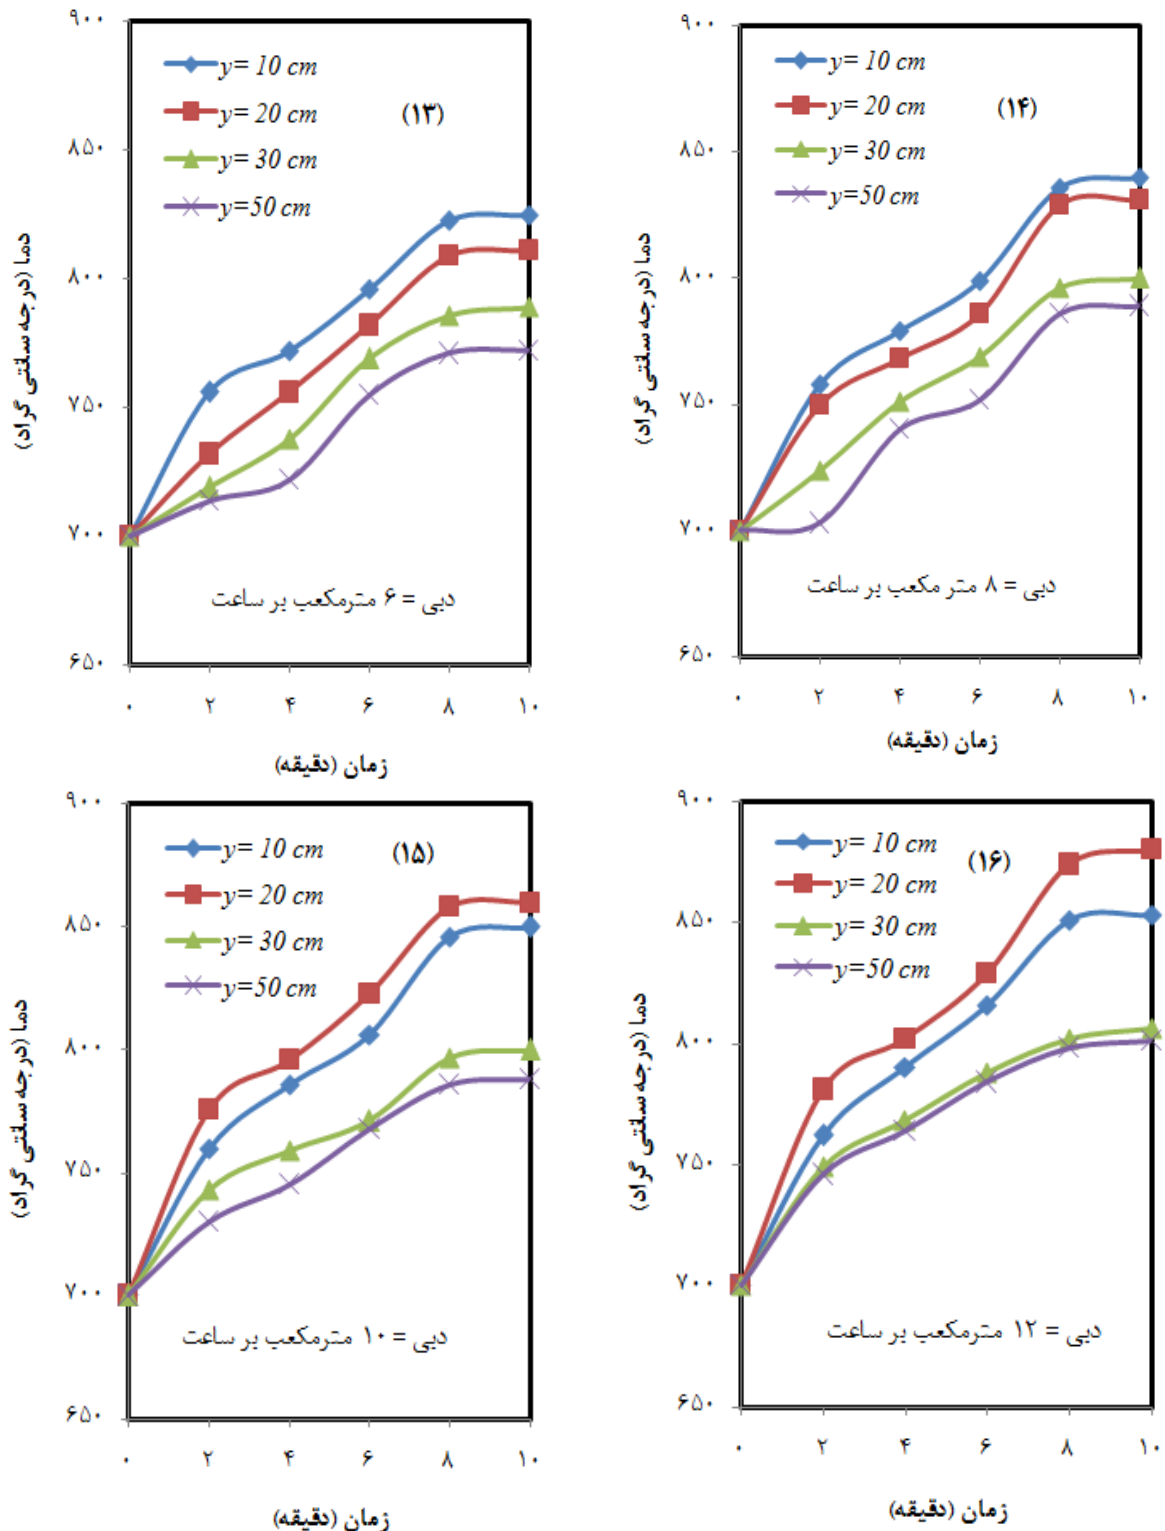 ۹۰۰
۸۵۰
۸۰۰
۷۵۰
۷۰۰
۶۵۰
دما (درجه سلنتی گراد)
y= 10 cm
y= 20 cm
y= 30 cm
y=50 cm
(۱۳)
دبی = ۶ مترمکعب بر ساعت
۰ ۲ ۴ ۶ ۸ ۱۰
زمان (دقیقه)
۹۰۰
۸۵۰
۸۰۰
۷۵۰
۷۰۰
۶۵۰
دما (درجه سلنتی گراد)
y= 10 cm
y= 20 cm
y= 30 cm
y=50 cm
(۱۴)
دبی = ۸ متر مکعب بر ساعت
۰ ۲ ۴ ۶ ۸ ۱۰
زمان (دقیقه)
۹۰۰
۸۵۰
۸۰۰
۷۵۰
۷۰۰
۶۵۰
دما (درجه سلنتی گراد)
y= 10 cm
y= 20 cm
y= 30 cm
y=50 cm
(۱۵)
دبی = ۱۰ مترمکعب بر ساعت
۰ ۲ ۴ ۶ ۸ ۱۰
زمان (دقیقه)
۹۰۰
۸۵۰
۸۰۰
۷۵۰
۷۰۰
۶۵۰
دما (درجه سلنتی گراد)
y= 10 cm
y= 20 cm
y= 30 cm
y=50 cm
(۱۶)
دبی = ۱۲ مترمکعب بر ساعت
۰ ۲ ۴ ۶ ۸ ۱۰
زمان (دقیقه)